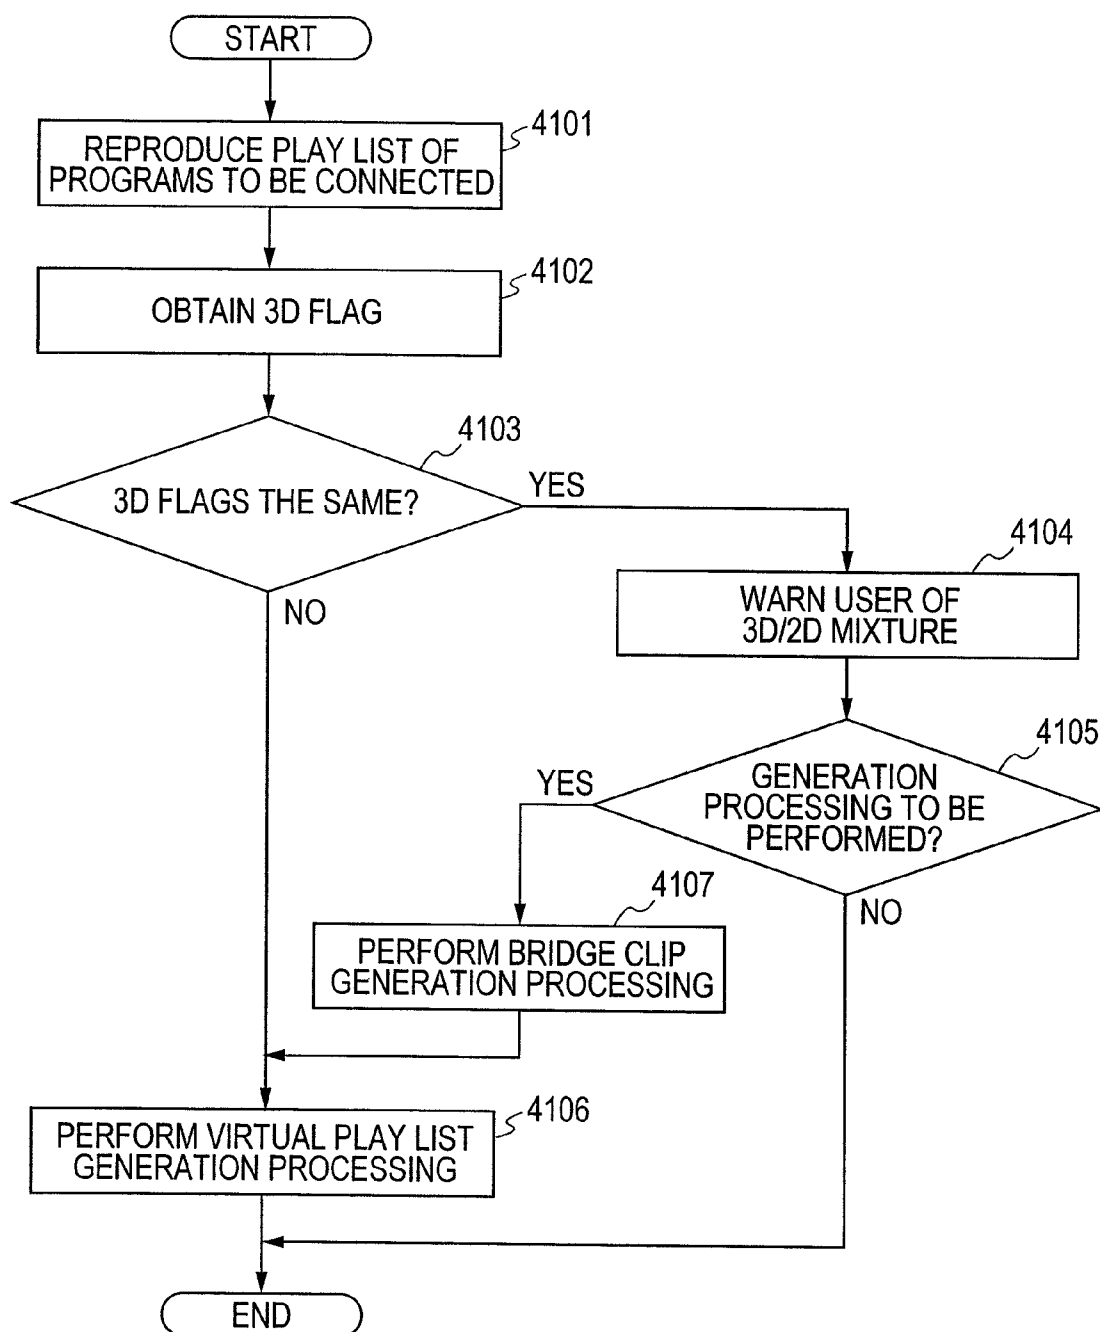 START
4101
REPRODUCE PLAY LIST OF
PROGRAMS TO BE CONNECTED
4102
OBTAIN 3D FLAG
4103
3D FLAGS THE SAME?
YES
NO
4104
WARN USER OF
3D/2D MIXTURE
4105
GENERATION
PROCESSING TO BE
PERFORMED?
YES
NO
4107
PERFORM BRIDGE CLIP
GENERATION PROCESSING
4106
PERFORM VIRTUAL PLAY LIST
GENERATION PROCESSING
END